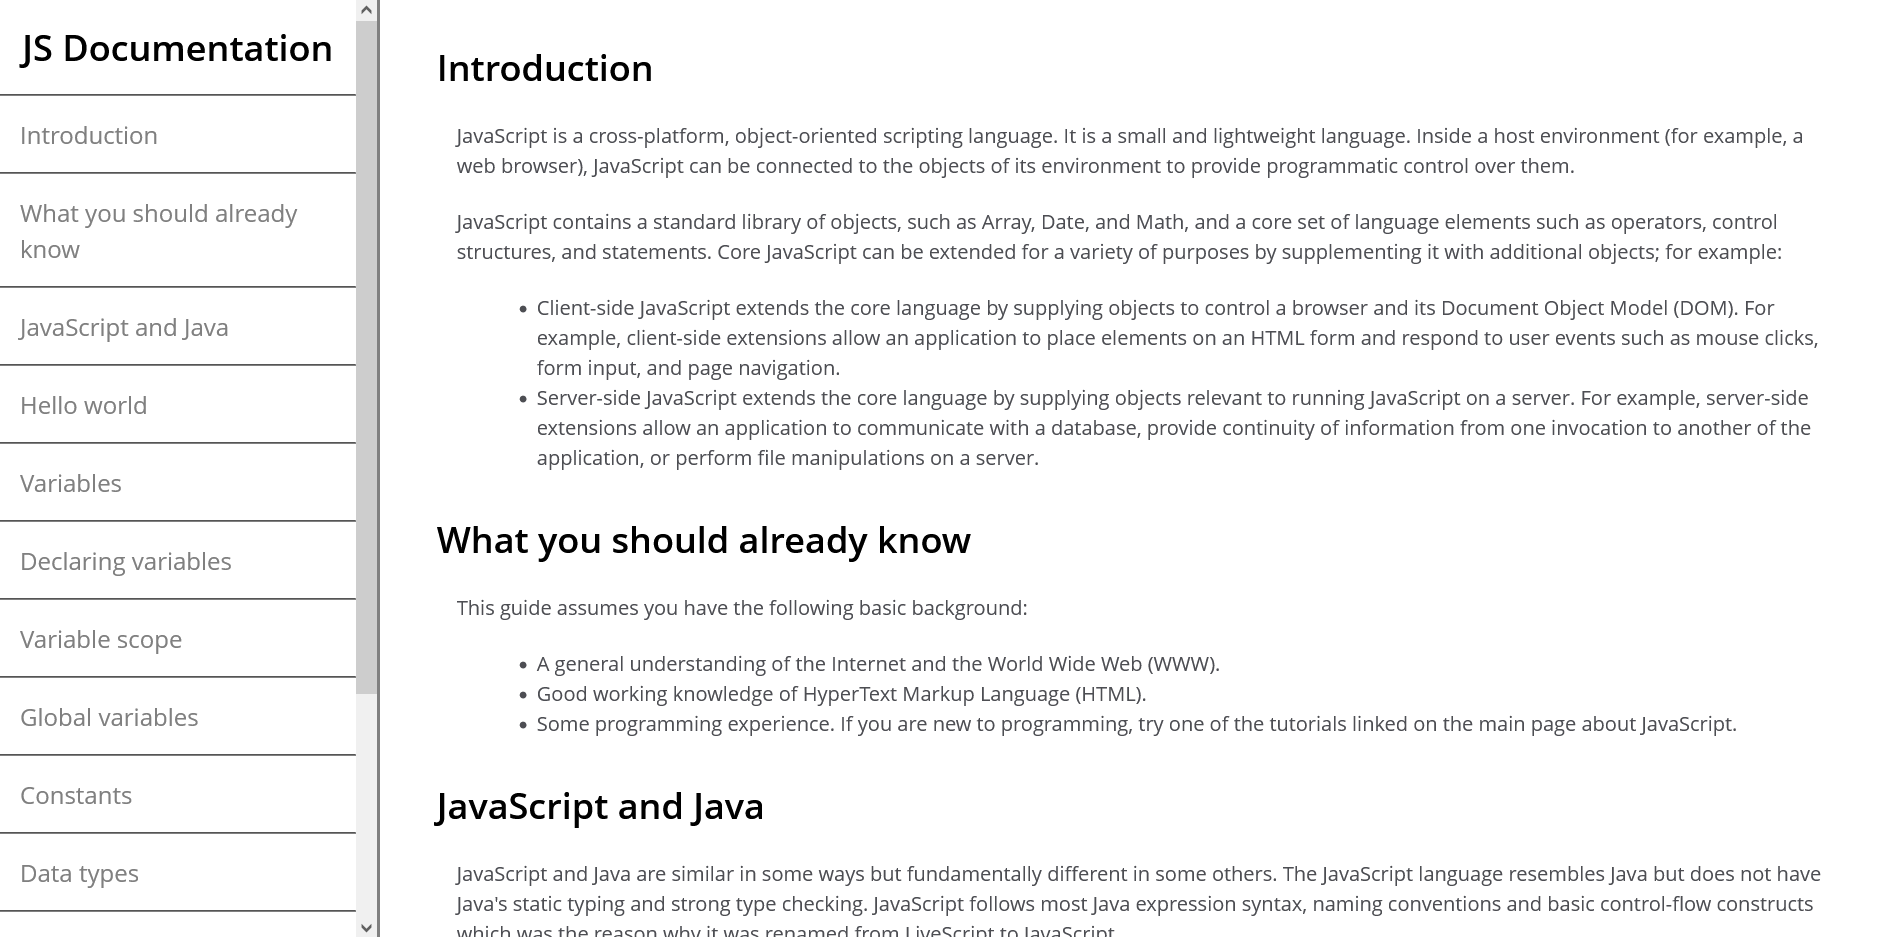 JS Documentation
Introduction
What you should already
know
JavaScript and Java
Hello world
Variables
Declaring variables
Variable scope
Global variables
Constants
Data types
Introduction
JavaScript is a cross-platform, object-oriented scripting language. It is a small and lightweight language. Inside a host environment (for example, a
web browser), JavaScript can be connected to the objects of its environment to provide programmatic control over them.
JavaScript contains a standard library of objects, such as Array, Date, and Math, and a core set of language elements such as operators, control
structures, and statements. Core JavaScript can be extended for a variety of purposes by supplementing it with additional objects; for example:
• Client-side JavaScript extends the core language by supplying objects to control a browser and its Document Object Model (DOM). For
example, client-side extensions allow an application to place elements on an HTML form and respond to user events such as mouse clicks,
form input, and page navigation.
• Server-side JavaScript extends the core language by supplying objects relevant to running JavaScript on a server. For example, server-side
extensions allow an application to communicate with a database, provide continuity of information from one invocation to another of the
application, or perform file manipulations on a server.
What you should already know
This guide assumes you have the following basic background:
• A general understanding of the Internet and the World Wide Web (WWW).
• Good working knowledge of HyperText Markup Language (HTML).
• Some programming experience. If you are new to programming, try one of the tutorials linked on the main page about JavaScript.
JavaScript and Java
JavaScript and Java are similar in some ways but fundamentally different in some others. The JavaScript language resembles Java but does not have
Java's static typing and strong type checking. JavaScript follows most Java expression syntax, naming conventions and basic control-flow constructs
which was the reason why it was renamed from LiveScript to JavaScript.